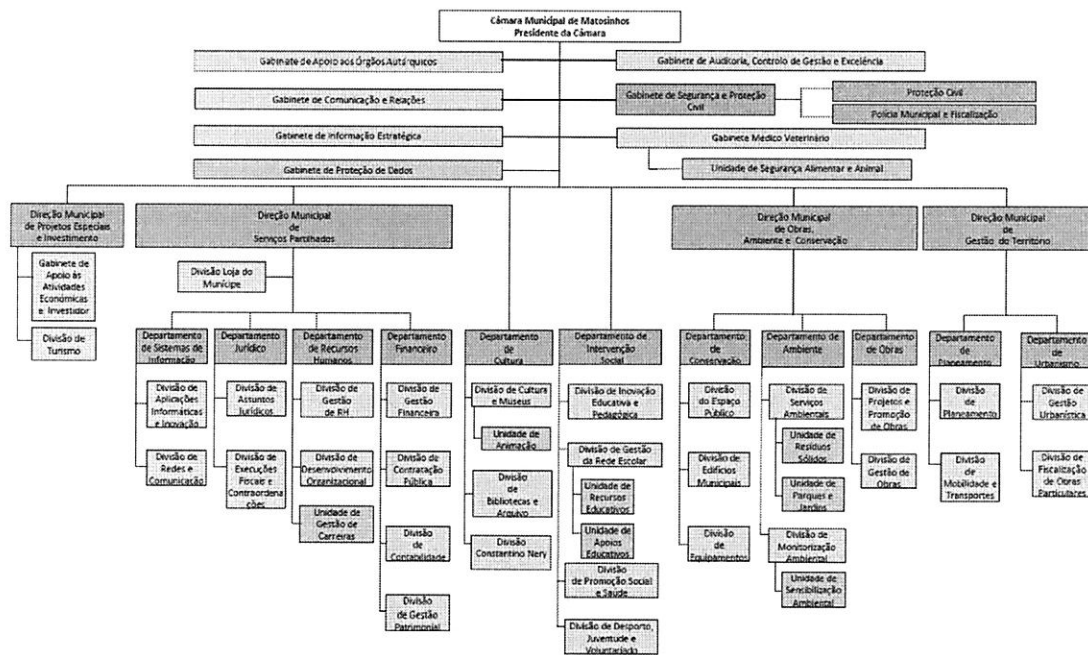 Câmara Municipal de Matosinhos
Presidente da Câmara
Gabinete de Apoio aos Órgãos Autárquicos
Gabinete de Auditoria, Controlo de Gestão e Excelência
Gabinete de Comunicação e Relações
Gabinete de Segurança e Proteção
Civil
Proteção Civil
Polícia Municipal e Fiscalização
Gabinete de Informação Estratégica
Gabinete Médico Veterinário
Gabinete de Proteção de Dados
Unidade de Segurança Alimentar e Animal
Direção Municipal
de Projetos Especiais
e Investimento
Gabinete de
Apoio às
Atividades
Económicas
e Investidor
Divisão
de Turismo
Direção Municipal
de
Serviços Partilhados
Divisão Loja do
Munícipe
Departamento
de Sistemas de
Informação
Divisão de
Aplicações
Informáticas
e Inovação
Divisão de
Redes e
Comunicação
Departamento
Jurídico
Divisão de
Assuntos
Jurídicos
Divisão de
Execuções
Fiscais e
Contraordena
ções
Departamento
de Recursos
Humanos
Divisão de
Gestão
de RH
Divisão de
Desenvolvimento
Organizacional
Unidade de
Gestão de
Carreiras
Departamento
Financeiro
Divisão de
Gestão
Financeira
Divisão de
Contratação
Pública
Divisão
de
Contabilidade
Divisão
de Gestão
Patrimonial
Departamento
de
Cultura
Divisão de Cultura
e Museus
Unidade de
Animação
Divisão
de
Bibliotecas e
Arquivo
Divisão
Constantino Nery
Departamento de
Intervenção
Social
Divisão de Inovação
Educativa e
Pedagógica
Divisão de Gestão
da Rede Escolar
Unidade de
Recursos
Educativos
Unidade de
Apoios
Educativos
Divisão
de Promoção Social
e Saúde
Divisão de Desporto,
Juventude e
Voluntariado
Direção Municipal
de Obras,
Ambiente e Conservação
Departamento
de
Conservação
Divisão
do Espaço
Público
Divisão de
Edifícios
Municipais
Divisão
de
Equipamentos
Departamento
de
Ambiente
Divisão de
Serviços
Ambientais
Unidade de
Resíduos
Sólidos
Unidade de
Parques e
Jardins
Divisão de
Monitorização
Ambiental
Unidade de
Sensibilização
Ambiental
Departamento
de Obras
Divisão de
Projetos e
Promoção
de Obras
Divisão de
Gestão de
Obras
Direção Municipal
de
Gestão do Território
Departamento
de
Planeamento
Divisão
de
Planeamento
Divisão
de
Mobilidade e
Transportes
Departamento
de
Urbanismo
Divisão de
Gestão
Urbanística
Divisão
de Fiscalização
de Obras
Particulares